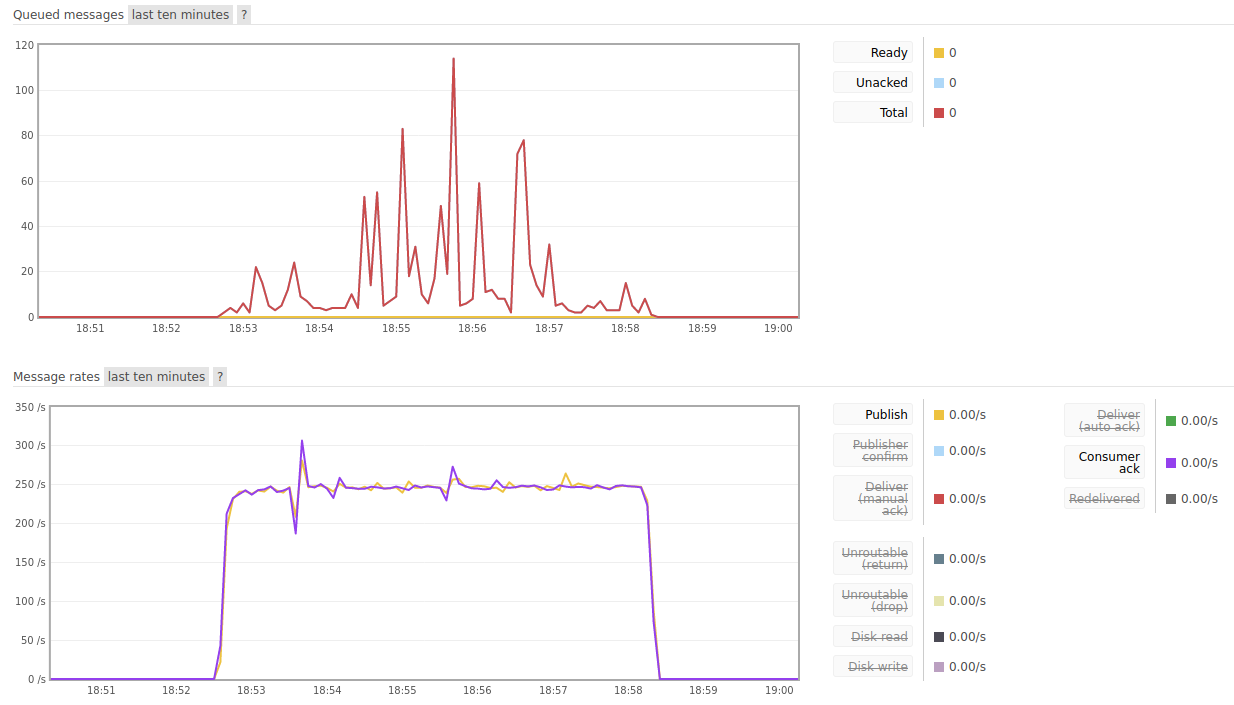 Queued messages last ten minutes ?
120
100
80
60
40
20
0
18:51 18:52 18:53 18:54 18:55 18:56 18:57 18:58 18:59 19:00
Ready 0
Unacked 0
Total 0
Message rates last ten minutes ?
350 /s
300 /s
250 /s
200 /s
150 /s
100 /s
50 /s
0 /s
18:51 18:52 18:53 18:54 18:55 18:56 18:57 18:58 18:59 19:00
Publish 0.00/s
Publisher
confirm 0.00/s
Deliver
(manual
ack) 0.00/s
Unroutable
(return) 0.00/s
Unroutable
(drop) 0.00/s
Disk read 0.00/s
Disk write 0.00/s
Deliver
(auto ack) 0.00/s
Consumer
ack 0.00/s
Redelivered 0.00/s